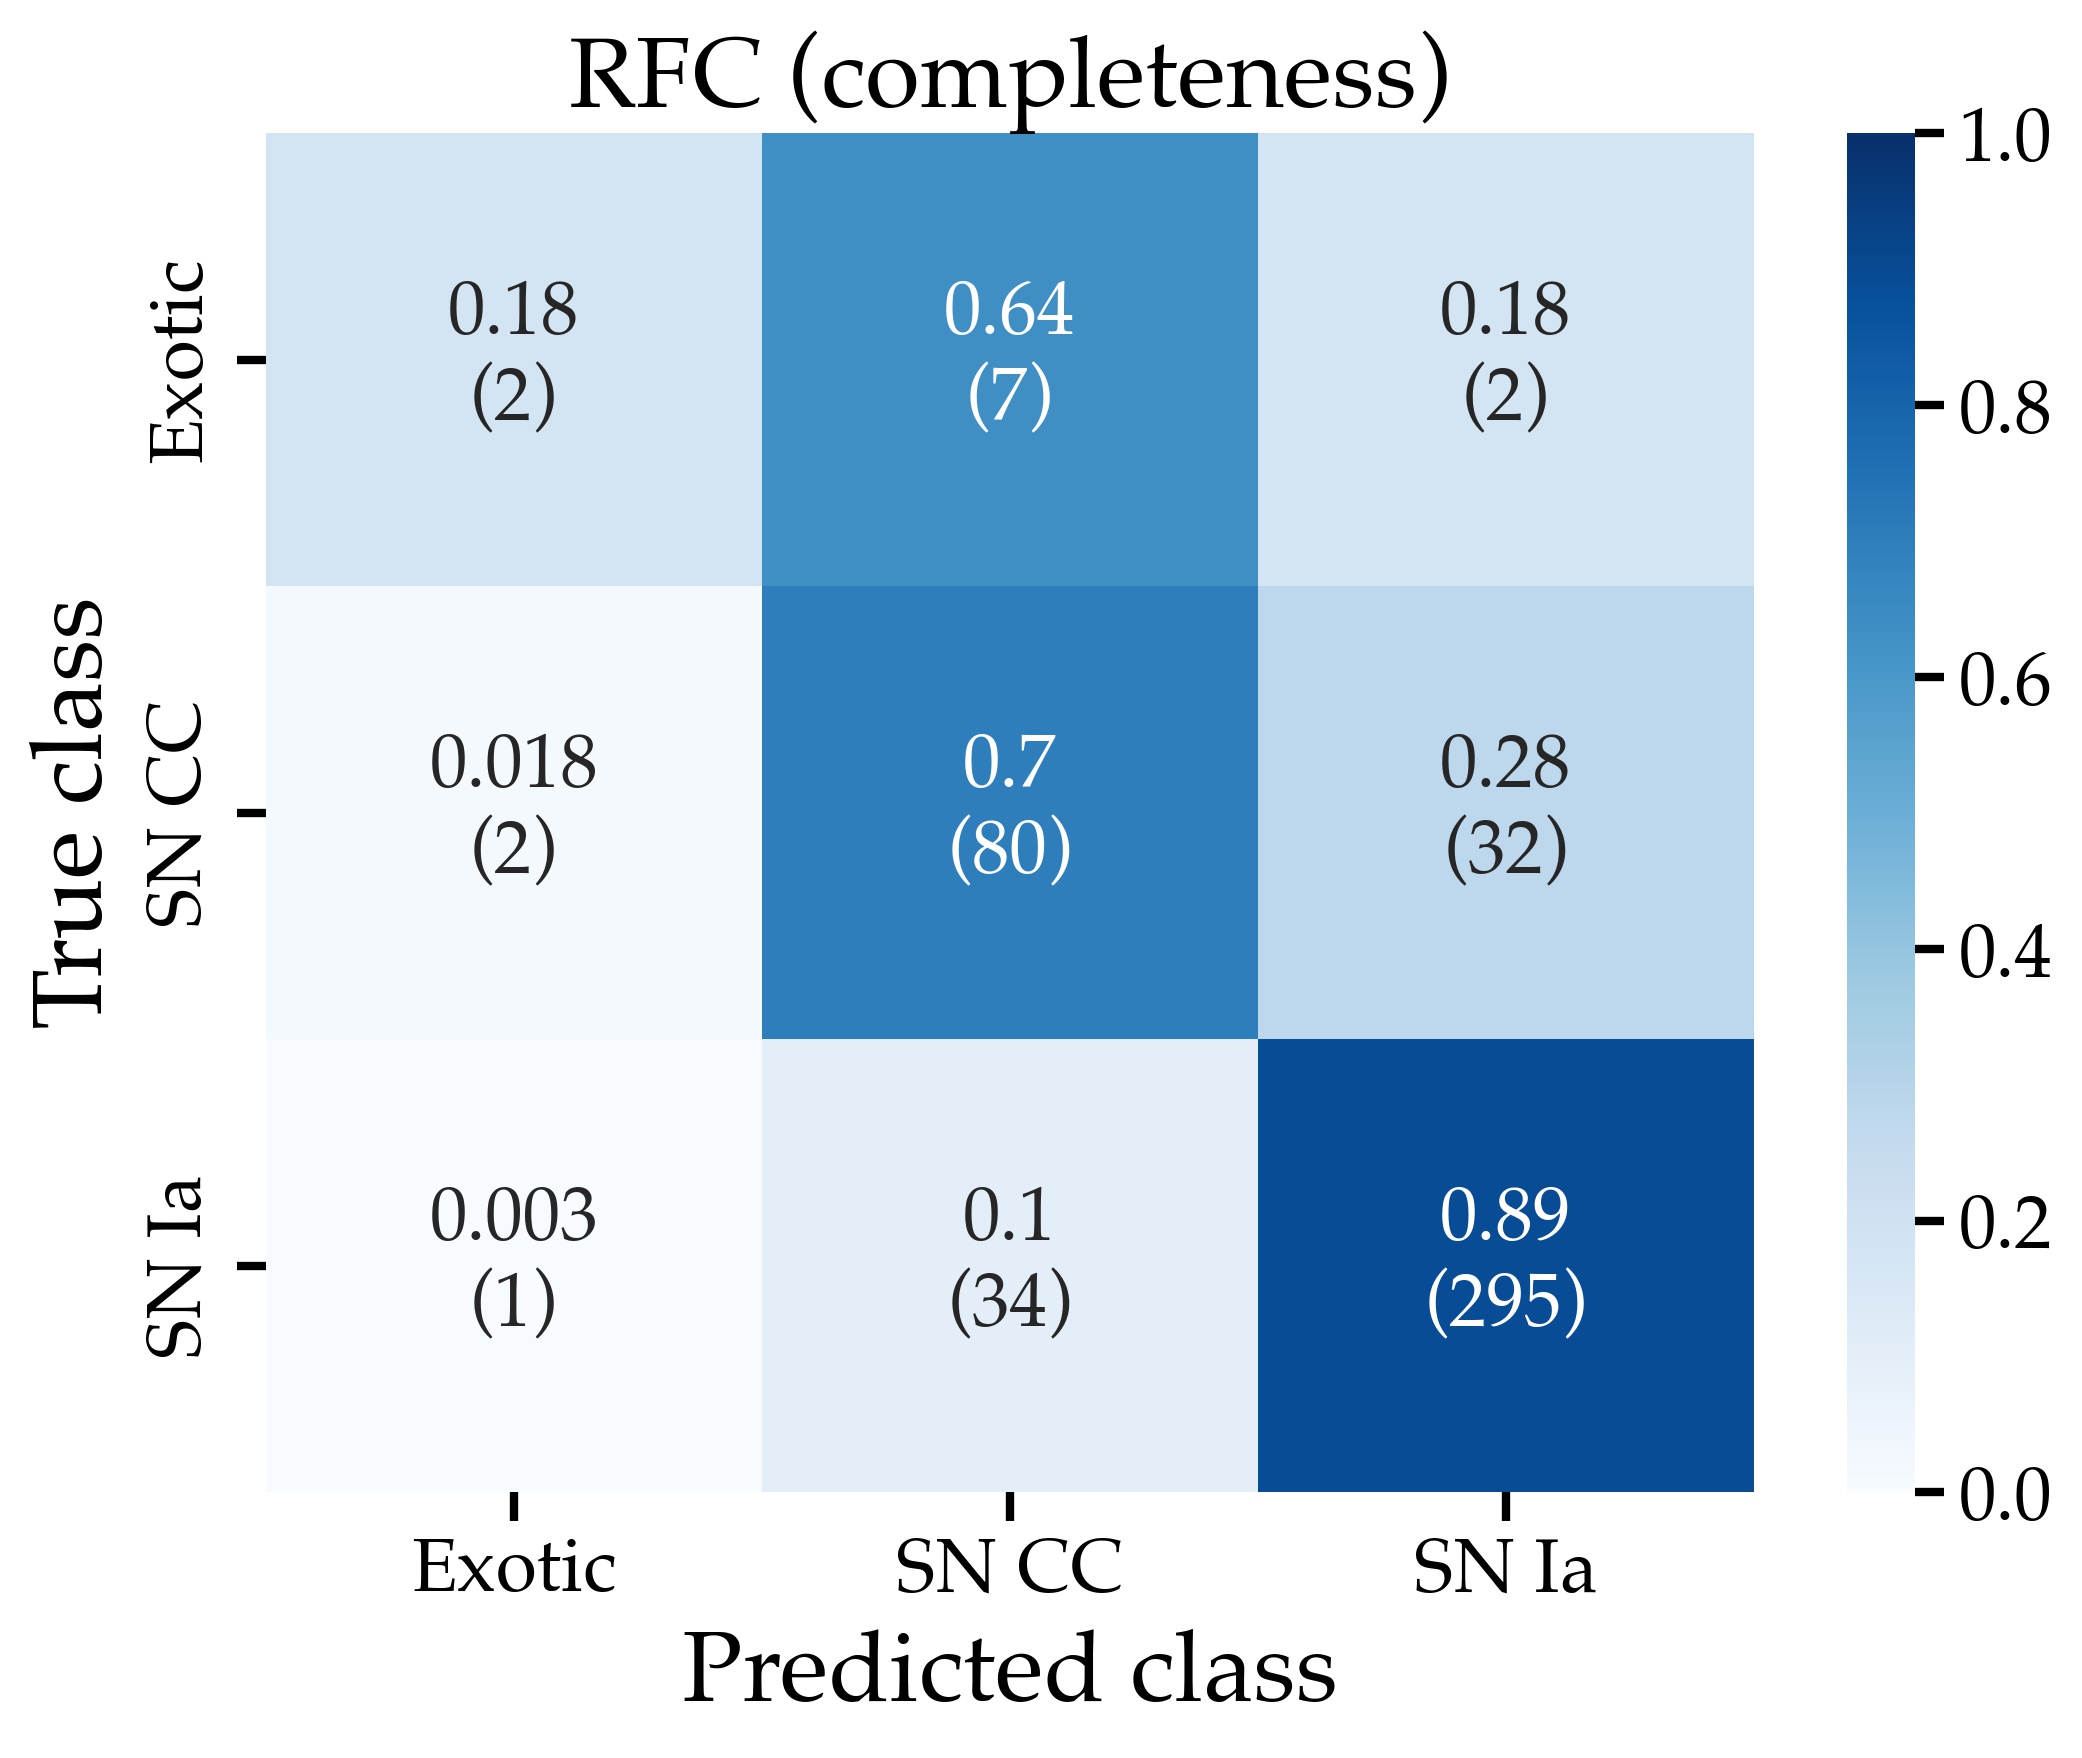 RFC (completeness)
True class
Exotic
SN CC
SN Ia
0.18
(2)
0.64
(7)
0.18
(2)
0.018
(2)
0.7
(80)
0.28
(32)
0.003
(1)
0.1
(34)
0.89
(295)
Exotic
SN CC
SN Ia
Predicted class
1.0
0.8
0.6
0.4
0.2
0.0